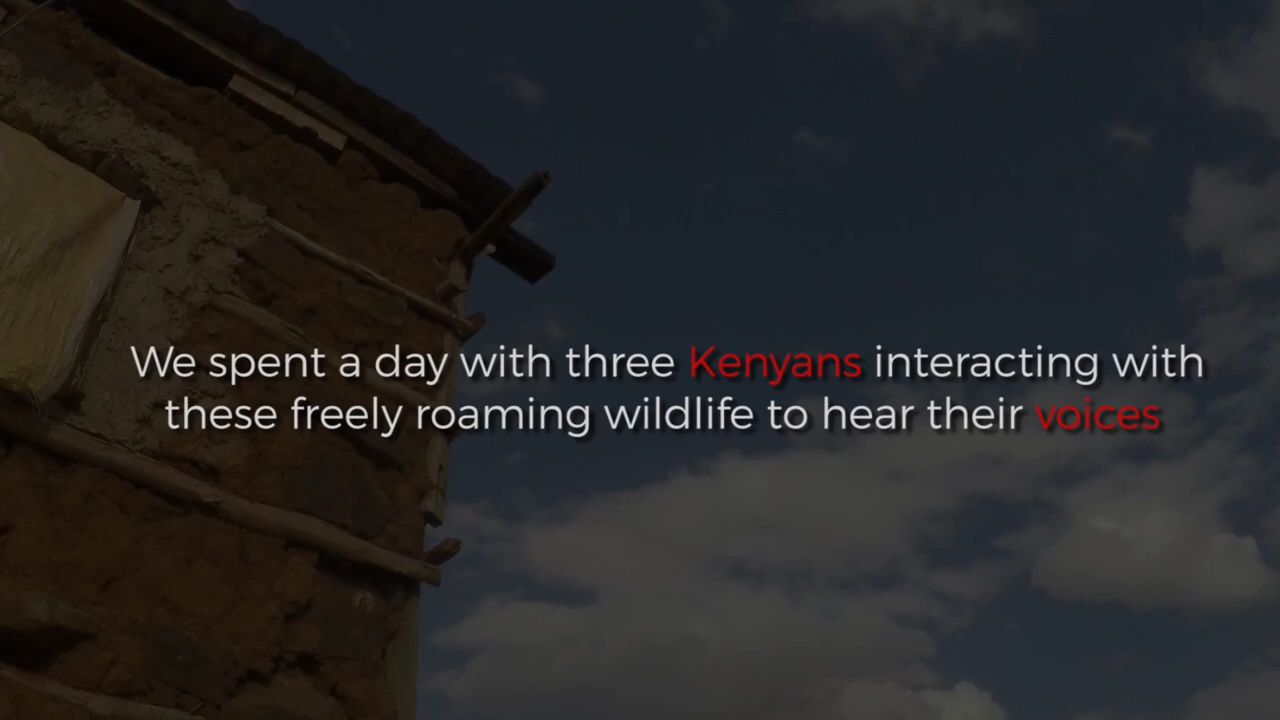 We spent a day with three Kenyans interacting with
these freely roaming wildlife to hear their voices